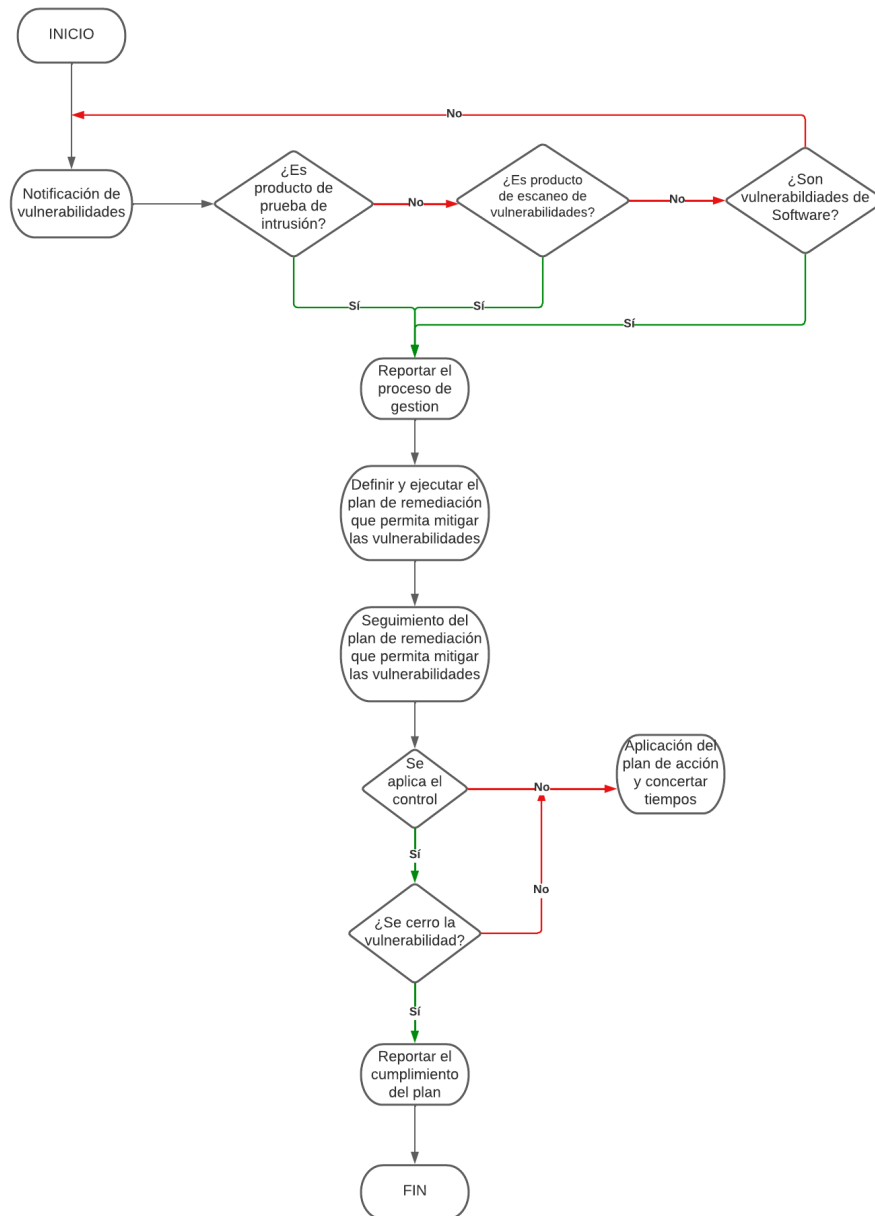 INICIO
No
Notificación de
vulnerabilidades
¿Es
producto de
prueba de
intrusión?
No
¿Es producto
de escaneo de
vulnerabilidades?
No
¿Son
vulnerabildiades de
Software?
Sí
Sí
Sí
Reportar el
proceso de
gestion
Definir y ejecutar el
plan de remediación
que permita mitigar
las vulnerabilidades
Seguimiento del
plan de remediación
que permita mitigar
las vulnerabilidades
Se
aplica el
control
No
Aplicación del
plan de acción
y concertar
tiempos
Sí
No
¿Se cerro la
vulnerabilidad?
Sí
Reportar el
cumplimiento
del plan
FIN